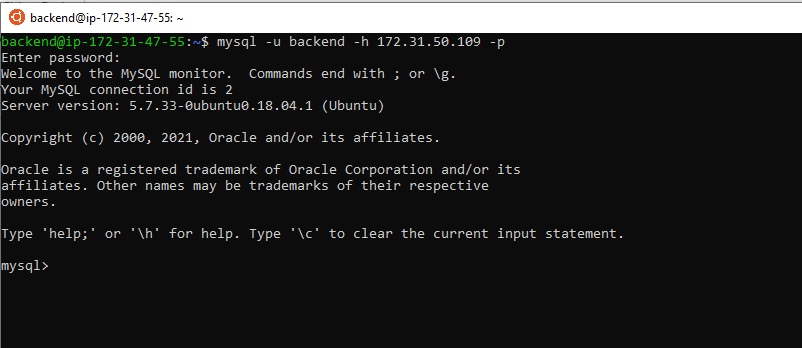 backend@ip-172-31-47-55: ~
backend@ip-172-31-47-55:~$ mysql -u backend -h 172.31.50.109 -p
Enter password:
Welcome to the MySQL monitor.  Commands end with ; or \g.
Your MySQL connection id is 2
Server version: 5.7.33-0ubuntu0.18.04.1 (Ubuntu)

Copyright (c) 2000, 2021, Oracle and/or its affiliates.

Oracle is a registered trademark of Oracle Corporation and/or its
affiliates. Other names may be trademarks of their respective
owners.

Type 'help;' or '\h' for help. Type '\c' to clear the current input statement.

mysql>